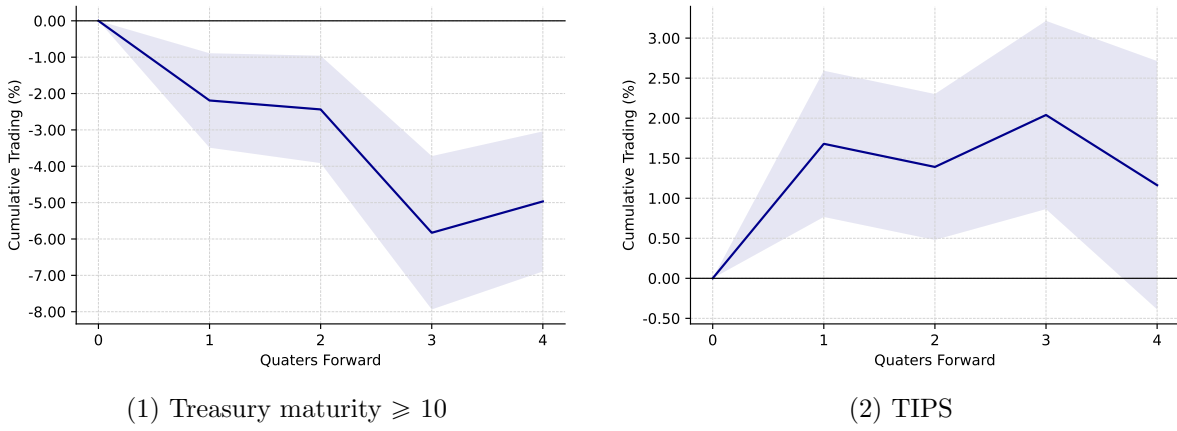 0.00
-1.00
-2.00
-3.00
-4.00
-5.00
-6.00
-7.00
-8.00
Cumulative Trading (%)
0 1 2 3 4
Quaters Forward
(1) Treasury maturity ⩾ 10
3.00
2.50
2.00
1.50
1.00
0.50
0.00
-0.50
Cumulative Trading (%)
0 1 2 3 4
Quaters Forward
(2) TIPS